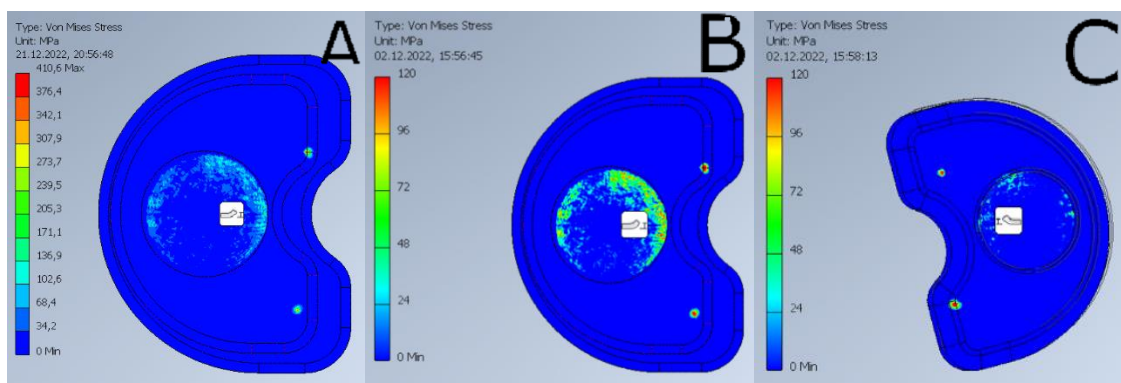 Type: Von Mises Stress
Unit: MPa
21.12.2022, 20:56:48
410,6 Max
376,4
342,1
307,9
273,7
239,5
205,3
171,1
136,9
102,6
68,4
34,2
0 Min
A
Type: Von Mises Stress
Unit: MPa
02.12.2022, 15:56:45
120
96
72
48
24
0 Min
B
Type: Von Mises Stress
Unit: MPa
02.12.2022, 15:58:13
120
96
72
48
24
0 Min
C